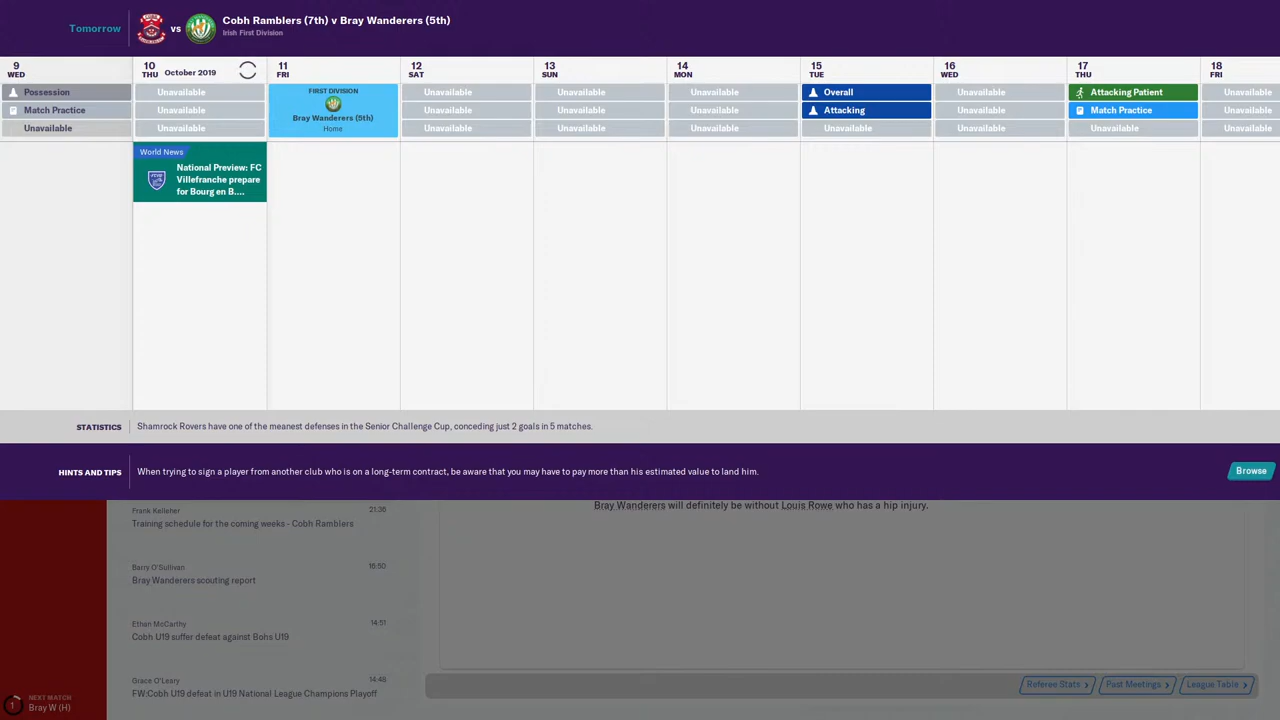 Tomorrow
vs
Cobh Ramblers (7th) v Bray Wanderers (5th)
Irish First Division
9
WED
10
THU October 2019
11
FRI
12
SAT
13
SUN
14
MON
15
TUE
16
WED
17
THU
18
FRI
Possession
Match Practice
Unavailable
Unavailable
Unavailable
Unavailable
FIRST DIVISION
Bray Wanderers (5th)
Home
Unavailable
Unavailable
Unavailable
Unavailable
Unavailable
Unavailable
Unavailable
Unavailable
Unavailable
Overall
Attacking
Unavailable
Unavailable
Unavailable
Unavailable
Attacking Patient
Match Practice
Unavailable
Unavailable
Unavailable
Unavailable
World News
National Preview: FC
Villefranche prepare
for Bourg en B....
STATISTICS
Shamrock Rovers have one of the meanest defenses in the Senior Challenge Cup, conceding just 2 goals in 5 matches.
HINTS AND TIPS
When trying to sign a player from another club who is on a long-term contract, be aware that you may have to pay more than his estimated value to land him.
Browse
Bray Wanderers will definitely be without Louis Rowe who has a hip injury.
Frank Kelleher 21:36
Training schedule for the coming weeks - Cobh Ramblers
Barry O'Sullivan 16:50
Bray Wanderers scouting report
Ethan McCarthy 14:51
Cobh U19 suffer defeat against Bohs U19
Grace O'Leary 14:48
FW:Cobh U19 defeat in U19 National League Champions Playoff
Referee Stats
Past Meetings
League Table
1
NEXT MATCH
Bray W (H)